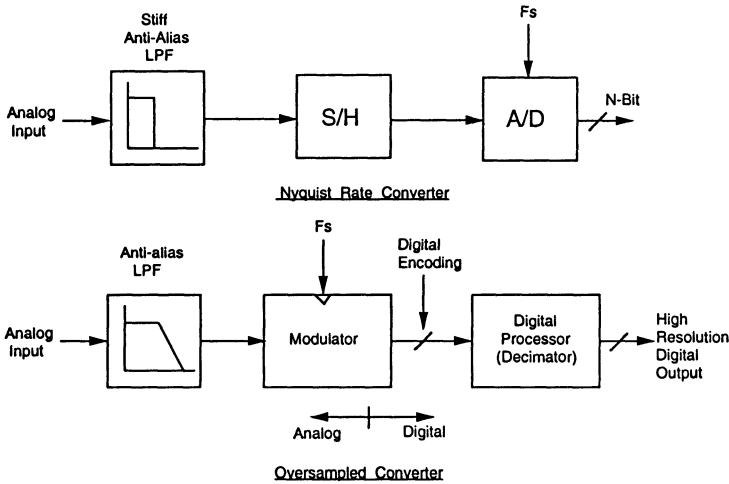 Stiff
Anti-Alias
LPF
Fs
Analog
Input
S/H
A/D
N-Bit
Nyquist Rate Converter
Anti-alias
LPF
Fs
Digital
Encoding
Analog
Input
Modulator
Digital
Processor
(Decimator)
High
Resolution
Digital
Output
Analog
Digital
Oversampled Converter